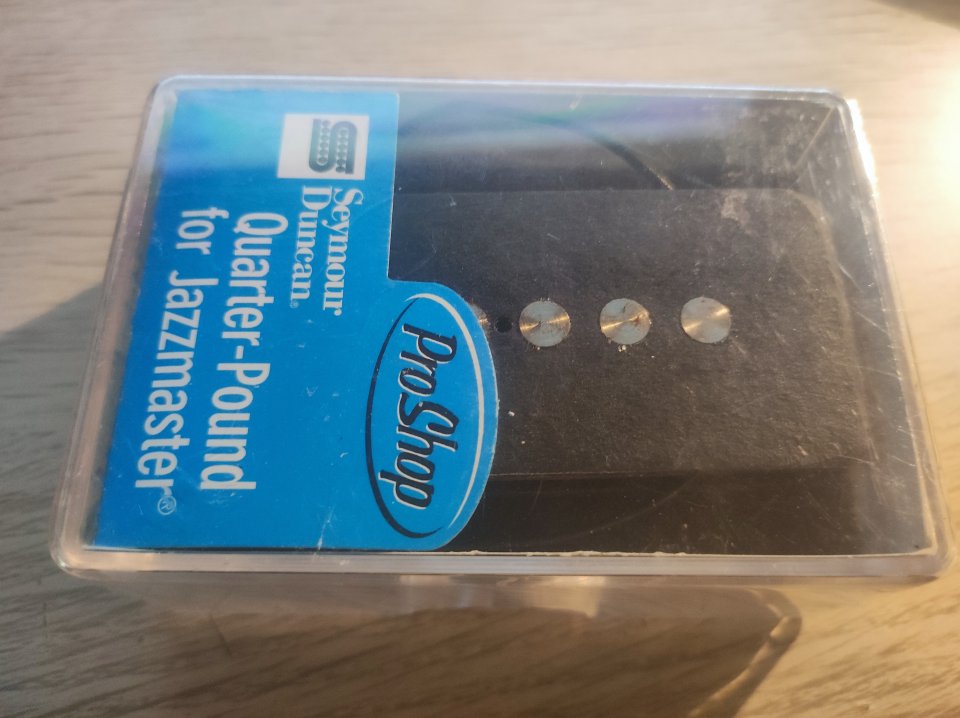 Seymour
Duncan®
Quarter-Pound
for Jazzmaster®
ProShop